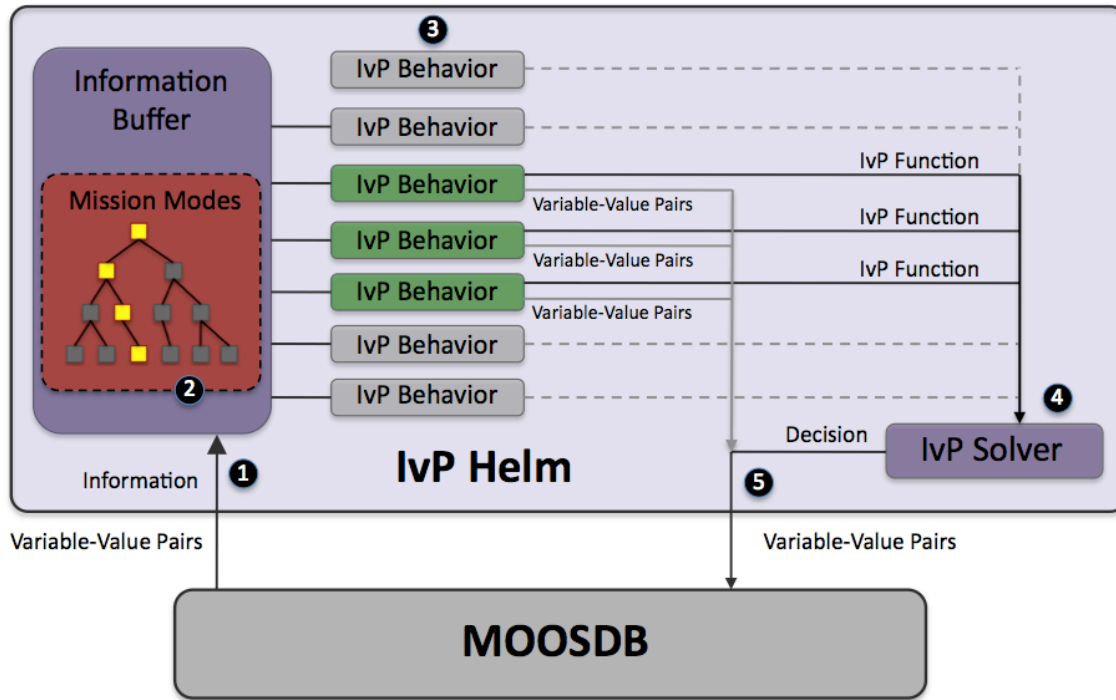 3
Information
Buffer
IvP Behavior
IvP Behavior
IvP Function
IvP Behavior
Mission Modes
Variable-Value Pairs
IvP Function
IvP Behavior
Variable-Value Pairs
IvP Function
IvP Behavior
Variable-Value Pairs
IvP Behavior
2
IvP Behavior
4
Decision
IvP Solver
IvP Helm
1
Information
5
Variable-Value Pairs
Variable-Value Pairs
MOOSDB